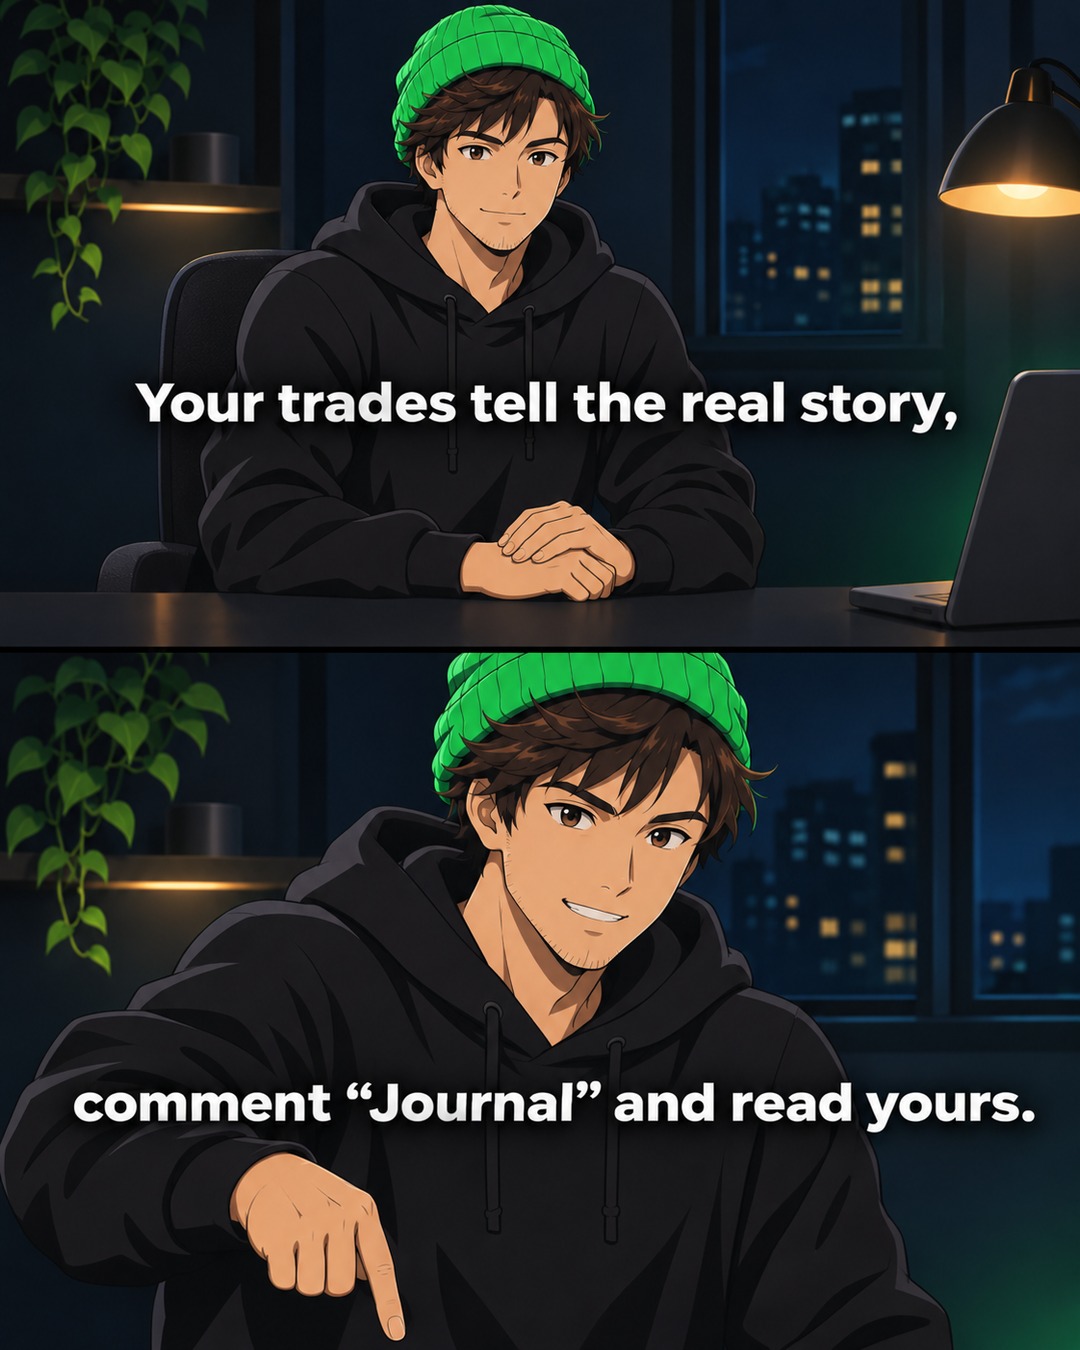 Your trades tell the real story,
comment “Journal” and read yours.